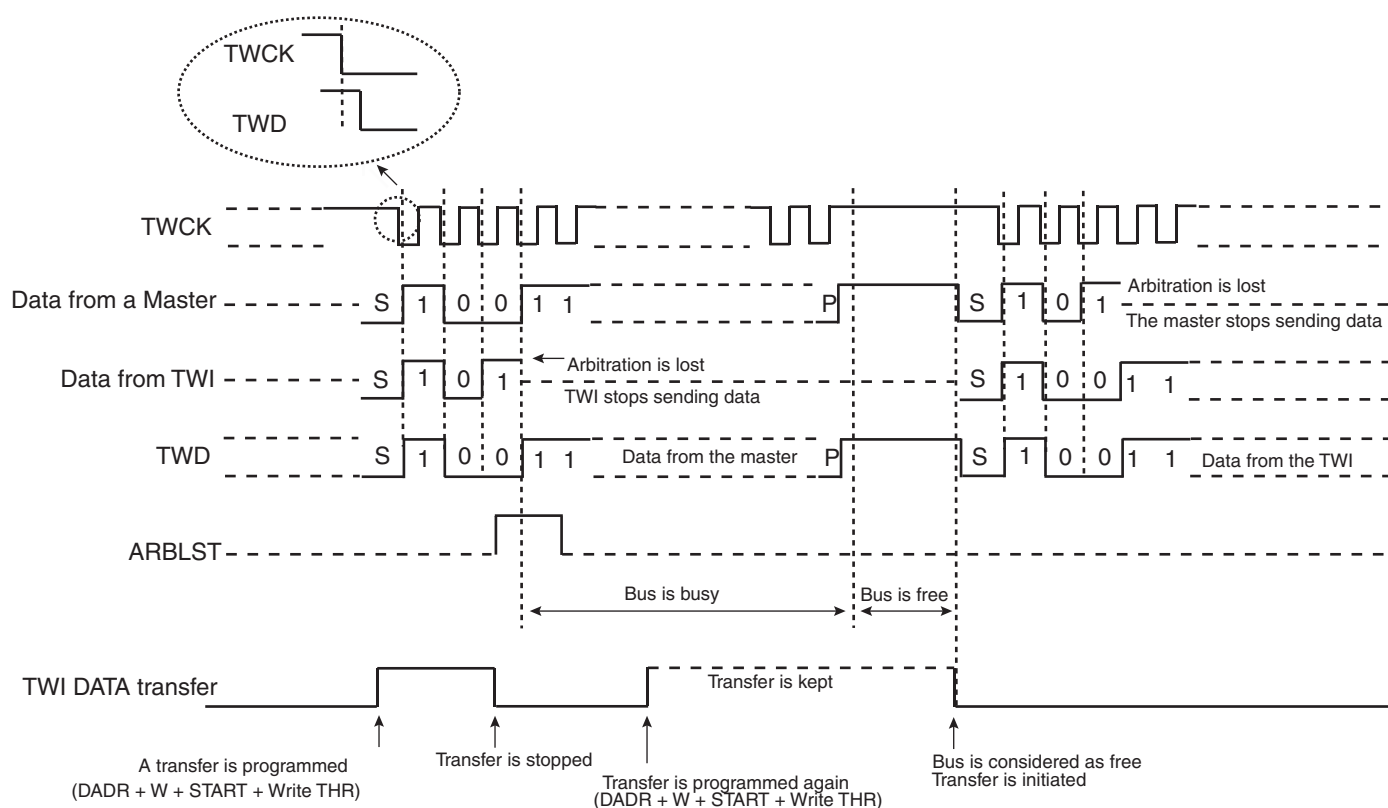 TWCK
TWD
TWCK
Data from a Master S 1 0 0 1 1 P S 1 0 1 Arbitration is lost
The master stops sending data
Data from TWI S 1 0 1 Arbitration is lost S 1 0 0 1 1
TWI stops sending data
TWD S 1 0 0 1 1 Data from the master P S 1 0 0 1 1 Data from the TWI
ARBLST
Bus is busy Bus is free
TWI DATA transfer Transfer is kept
A transfer is programmed
(DADR + W + START + Write THR)
Transfer is stopped
Transfer is programmed again
(DADR + W + START + Write THR)
Bus is considered as free
Transfer is initiated